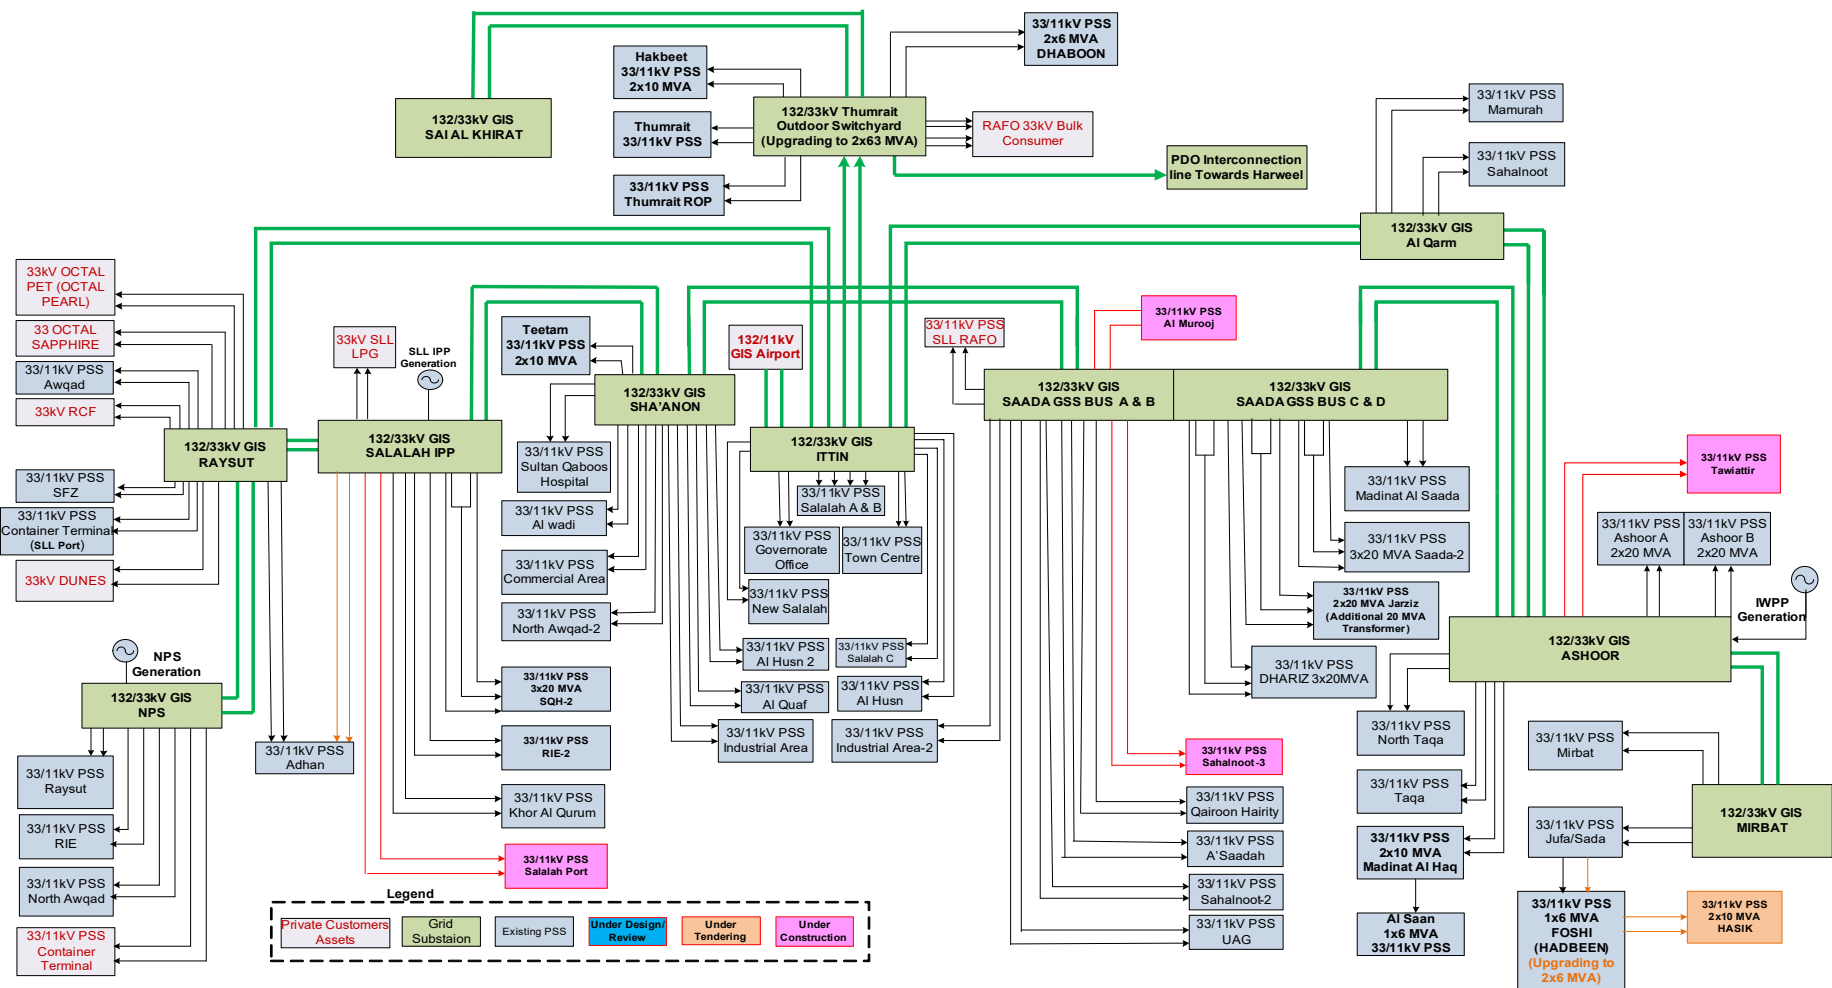 33/11kV PSS
2x6 MVA
DHABOON
Hakbeet
33/11kV PSS
2x10 MVA
132/33kV GIS
SAI AL KHIRAT
132/33kV Thumrait
Outdoor Switchyard
(Upgrading to 2x63 MVA)
Thumrait
33/11kV PSS
RAFO 33kV Bulk
Consumer
33/11kV PSS
Mamurah
33/11kV PSS
Sahalnoot
PDO Interconnection
line Towards Harweel
33/11kV PSS
Thumrait ROP
132/33kV GIS
Al Qarm
33kV OCTAL
PET (OCTAL
PEARL)
33 OCTAL
SAPPHIRE
33/11kV PSS
Awqad
33kV RCF
33kV SLL
LPG
SLL IPP
Generation
Teetam
33/11kV PSS
2x10 MVA
132/11kV
GIS Airport
33/11kV PSS
SLL RAFO
33/11kV PSS
Al Murooj
132/33kV GIS
SHA'ANON
132/33kV GIS
SAADA GSS BUS A & B
132/33kV GIS
SAADA GSS BUS C & D
132/33kV GIS
RAYSUT
132/33kV GIS
SALALAH IPP
132/33kV GIS
ITTIN
33/11kV PSS
Sultan Qaboos
Hospital
33/11kV PSS
Salalah A & B
33/11kV PSS
Madinat Al Saada
33/11kV PSS
Tawiattir
33/11kV PSS
SFZ
33/11kV PSS
Container Terminal
(SLL Port)
33kV DUNES
33/11kV PSS
Al wadi
33/11kV PSS
Governorate
Office
33/11kV PSS
Town Centre
33/11kV PSS
3x20 MVA Saada-2
33/11kV PSS
Ashoor A
2x20 MVA
33/11kV PSS
Ashoor B
2x20 MVA
33/11kV PSS
Commercial Area
33/11kV PSS
New Salalah
33/11kV PSS
2x20 MVA Jarziz
(Additional 20 MVA
Transformer)
IWPP
Generation
33/11kV PSS
North Awqad-2
132/33kV GIS
ASHOOR
NPS
Generation
33/11kV PSS
Al Husn 2
33/11kV PSS
Salalah C
33/11kV PSS
DHARIZ 3x20MVA
132/33kV GIS
NPS
33/11kV PSS
3x20 MVA
SQH-2
33/11kV PSS
Al Quaf
33/11kV PSS
Al Husn
33/11kV PSS
North Taqa
33/11kV PSS
Adhan
33/11kV PSS
RIE-2
33/11kV PSS
Industrial Area
33/11kV PSS
Industrial Area-2
33/11kV PSS
Sahalnoot-3
33/11kV PSS
Mirbat
33/11kV PSS
Raysut
33/11kV PSS
Khor Al Qurum
33/11kV PSS
Qairoon Hairity
33/11kV PSS
Taqa
132/33kV GIS
MIRBAT
33/11kV PSS
RIE
33/11kV PSS
A'Saadah
33/11kV PSS
2x10 MVA
Madinat Al Haq
33/11kV PSS
Jufa/Sada
33/11kV PSS
Salalah Port
33/11kV PSS
North Awqad
33/11kV PSS
Sahalnoot-2
33/11kV PSS
UAG
Al Saan
1x6 MVA
33/11kV PSS
33/11kV PSS
1x6 MVA
FOSHI
(HADBEEN)
(Upgrading to
2x6 MVA)
33/11kV PSS
2x10 MVA
HASIK
33/11kV PSS
Container
Terminal
Legend
Private Customers
Assets
Grid
Substaion
Existing PSS
Under Design/
Review
Under
Tendering
Under
Construction